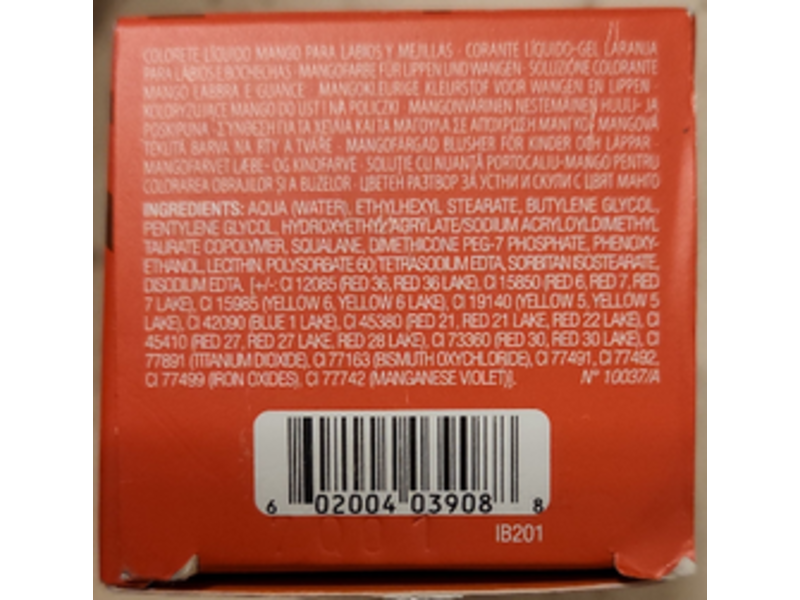 COLORETE LÍQUIDO MANGO PARA LABIOS Y MEJILLAS · CORANTE LÍQUIDO-GEL LARANJA
PARA LÁBIOS E BOCHECHAS · MANGOFARBE FÜR LIPPEN UND WANGEN · SOLUZIONE COLORANTE
MANGO LABBRA E GUANCE · MANGOKLEURIGE KLEURSTOF VOOR WANGEN EN LIPPEN ·
KOLORYZUJĄCE MANGO DO UST I NA POLICZKI · MANGONVÄRINEN NESTEMÄINEN HUULI- JA
POSKIPUNA · ΣΥΝΘΕΣΗ ΓΙΑ ΤΑ ΧΕΙΛΙΑ ΚΑΙ ΤΑ ΜΑΓΟΥΛΑ ΣΕ ΑΠΟΧΡΩΣΗ ΜΑΝΓΚΟ · MANGOVÁ
TEKUTÁ BARVA NA RTY A TVÁŘE · MANGOFÄRGAD BLUSHER FÖR KINDER OCH LÄPPAR ·
MANGOFARVET LÆBE- OG KINDFARVE · SOLUȚIE CU NUANȚĂ PORTOCALIU-MANGO PENTRU
COLORAREA OBRAJILOR ȘI A BUZELOR · ЦВЕТЕН РАЗТВОР ЗА УСТНИ И СКУЛИ С ЦВЯТ МАНГО
INGREDIENTS: AQUA (WATER), ETHYLHEXYL STEARATE, BUTYLENE GLYCOL,
PENTYLENE GLYCOL, HYDROXYETHYL ACRYLATE/SODIUM ACRYLOYLDIMETHYL
TAURATE COPOLYMER, SQUALANE, DIMETHICONE PEG-7 PHOSPHATE, PHENOXY-
ETHANOL, LECITHIN, POLYSORBATE 60, TETRASODIUM EDTA, SORBITAN ISOSTEARATE,
DISODIUM EDTA, [+/-: CI 12085 (RED 36, RED 36 LAKE), CI 15850 (RED 6, RED 7, RED
7 LAKE), CI 15985 (YELLOW 6, YELLOW 6 LAKE), CI 19140 (YELLOW 5, YELLOW 5
LAKE), CI 42090 (BLUE 1 LAKE), CI 45380 (RED 21, RED 21 LAKE, RED 22 LAKE), CI
45410 (RED 27, RED 27 LAKE, RED 28 LAKE), CI 73360 (RED 30, RED 30 LAKE), CI
77891 (TITANIUM DIOXIDE), CI 77163 (BISMUTH OXYCHLORIDE), CI 77491, CI 77492,
CI 77499 (IRON OXIDES), CI 77742 (MANGANESE VIOLET)]. N° 10037/A
6 02004 03908 8
IB201